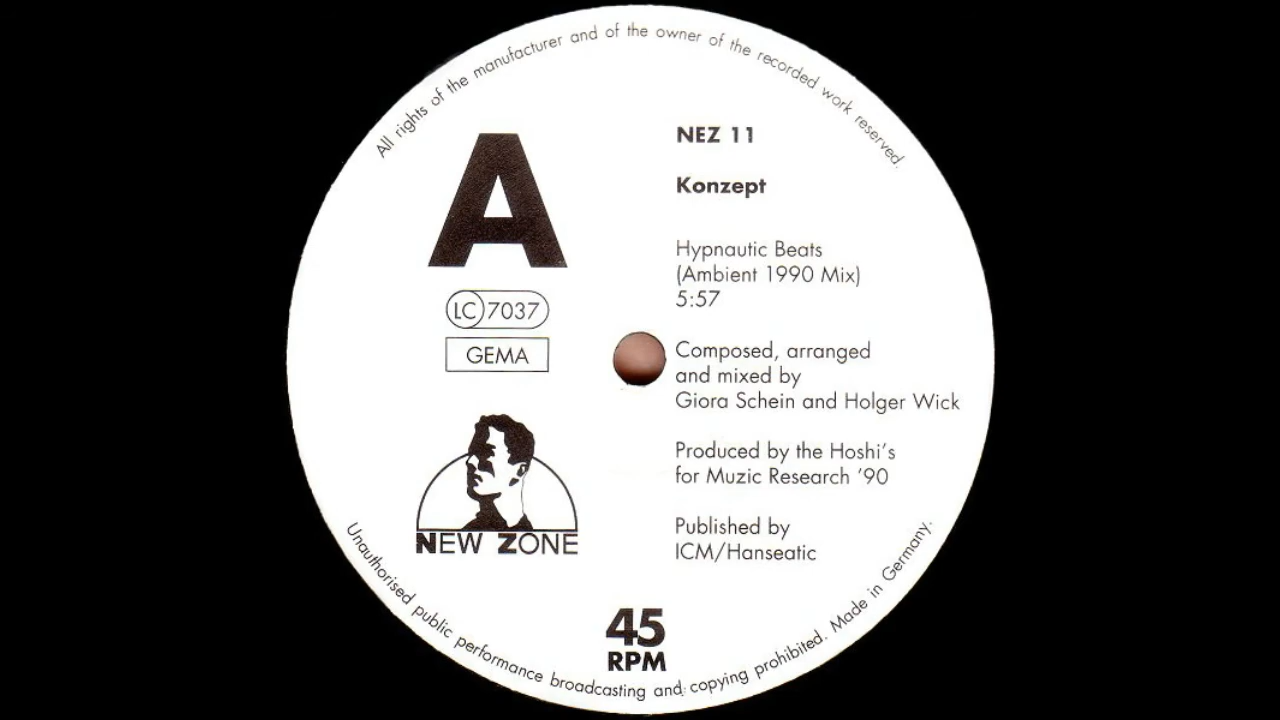 All rights of the manufacturer and of the owner of the recorded work reserved.
A
NEZ 11
Konzept
Hypnautic Beats
(Ambient 1990 Mix)
5:57
LC 7037
GEMA
Composed, arranged
and mixed by
Giora Schein and Holger Wick
Produced by the Hoshi's
for Muzic Research '90
Published by
ICM/Hanseatic
NEW ZONE
45
RPM
Unauthorised public performance broadcasting and copying prohibited. Made in Germany.